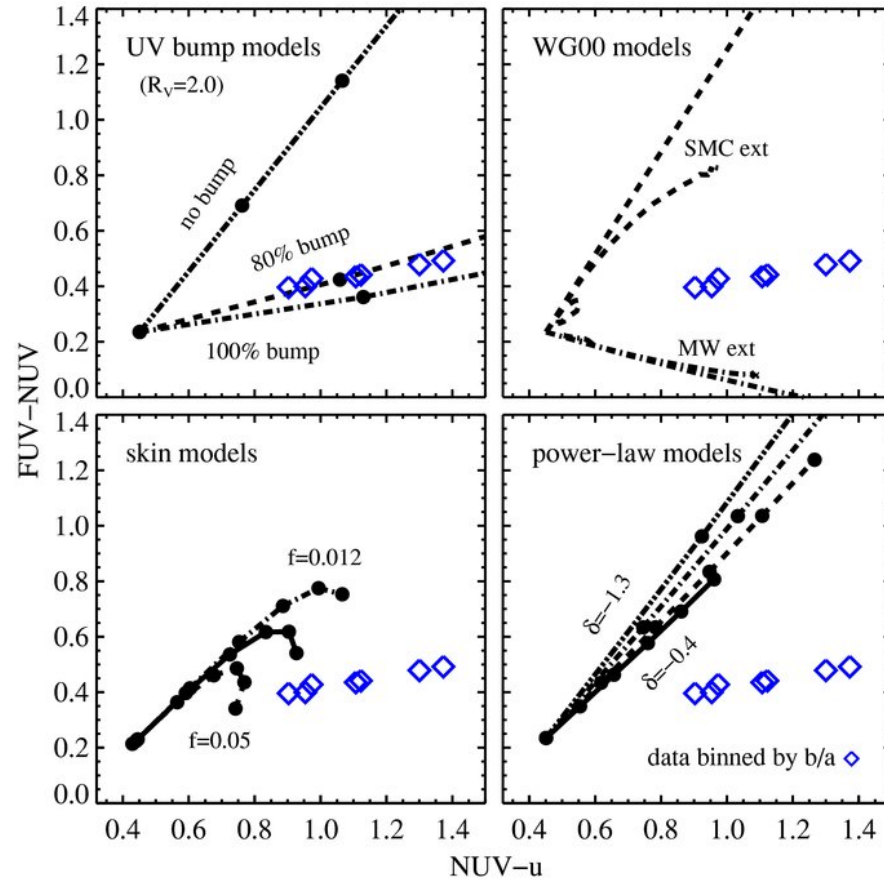 UV bump models
(R_V=2.0)
no bump
80% bump
100% bump
WG00 models
SMC ext
MW ext
skin models
f=0.012
f=0.05
power-law models
δ=-1.3
δ=-0.4
data binned by b/a
FUV-NUV
NUV-u
1.4
1.2
1.0
0.8
0.6
0.4
0.2
0.0
1.4
1.2
1.0
0.8
0.6
0.4
0.2
0.0
0.4 0.6 0.8 1.0 1.2 1.4
0.4 0.6 0.8 1.0 1.2 1.4